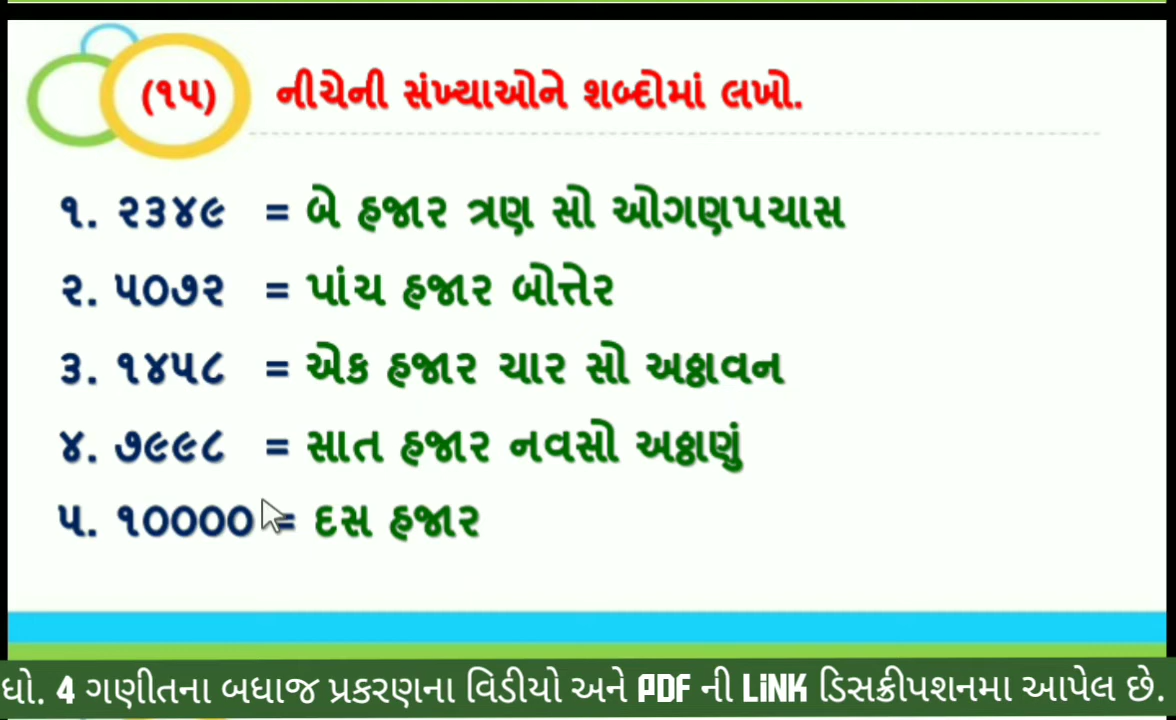 (૧૫) નીચેની સંખ્યાઓને શબ્દોમાં લખો.
૧. ૨૩૪૯ = બે હજાર ત્રણ સો ઓગણપચાસ
૨. ૫૦૭૨ = પાંચ હજાર બોત્તેર
૩. ૧૪૫૮ = એક હજાર ચાર સો અઠ્ઠાવન
૪. ૭૯૯૮ = સાત હજાર નવસો અઠ્ઠાણું
૫. ૧૦૦૦૦ = દસ હજાર
ધો. 4 ગણીતના બધાજ પ્રકરણના વિડીયો અને PDF ની LiNK ડિસક્રીપશનમા આપેલ છે.